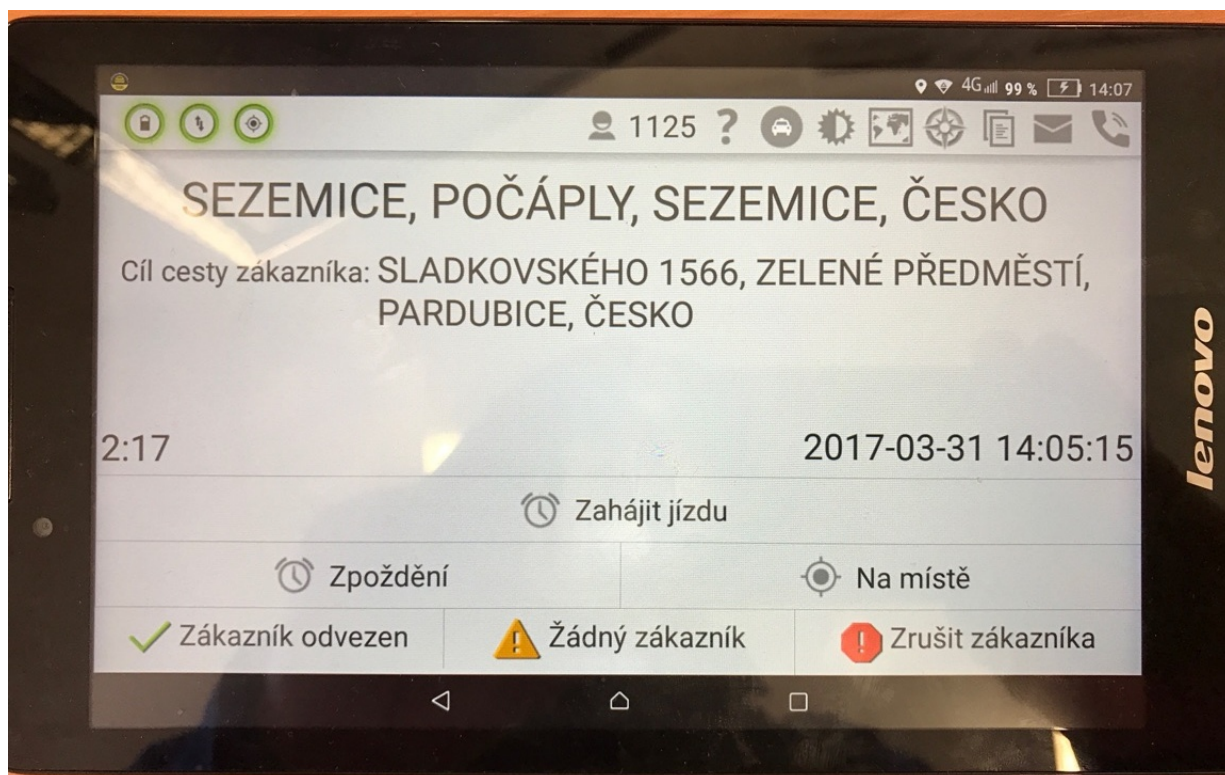 4G 99 % 14:07
1125 ?
SEZEMICE, POČÁPLY, SEZEMICE, ČESKO
Cíl cesty zákazníka: SLADKOVSKÉHO 1566, ZELENÉ PŘEDMĚSTÍ,
PARDUBICE, ČESKO
2:17 2017-03-31 14:05:15
Zahájit jízdu
Zpoždění Na místě
Zákazník odvezen Žádný zákazník Zrušit zákazníka
lenovo